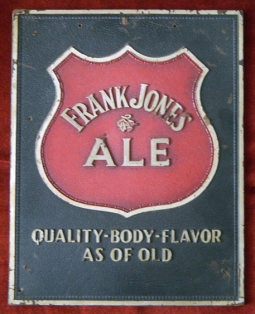 FRANK JONES
ALE
QUALITY-BODY-FLAVOR
AS OF OLD